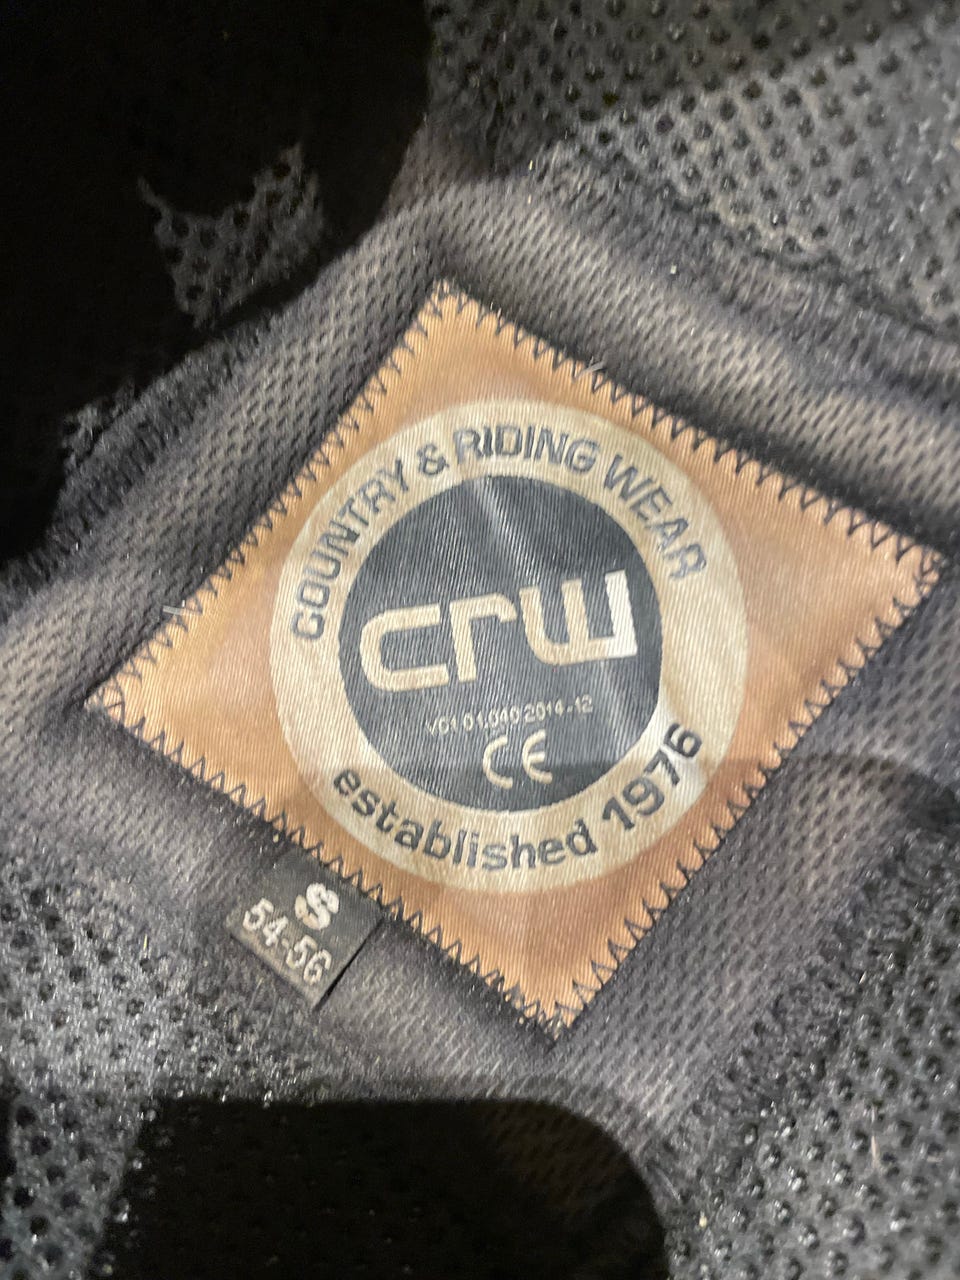 COUNTRY & RIDING WEAR
crw
VG1 01.040 2014-12
CE
established 1976
S
54-56